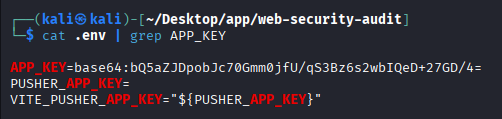 ┌──(kali㉿kali)-[~/Desktop/app/web-security-audit]
└─$ cat .env | grep APP_KEY
APP_KEY=base64:bQ5aZJDpobJc70Gmm0jfU/qS3Bz6s2wbIQeD+27GD/4=
PUSHER_APP_KEY=
VITE_PUSHER_APP_KEY="${PUSHER_APP_KEY}"